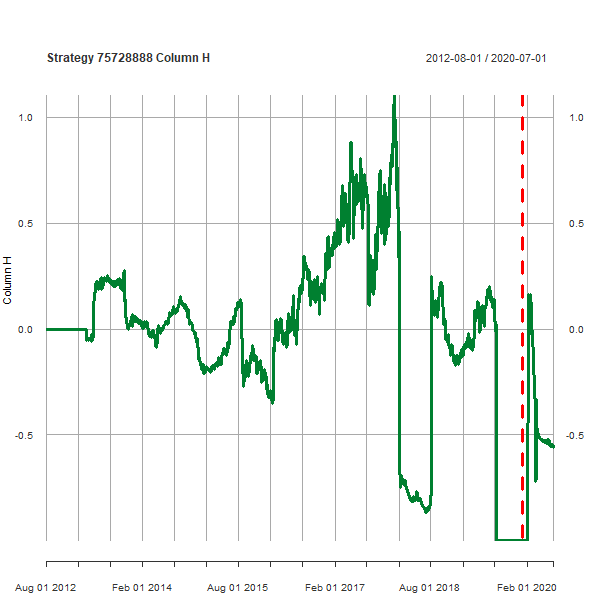 Strategy 75728888 Column H
2012-08-01 / 2020-07-01
1.0
1.0
0.5
0.5
Column H
0.0
0.0
-0.5
-0.5
Aug 01 2012
Feb 01 2014
Aug 01 2015
Feb 01 2017
Aug 01 2018
Feb 01 2020